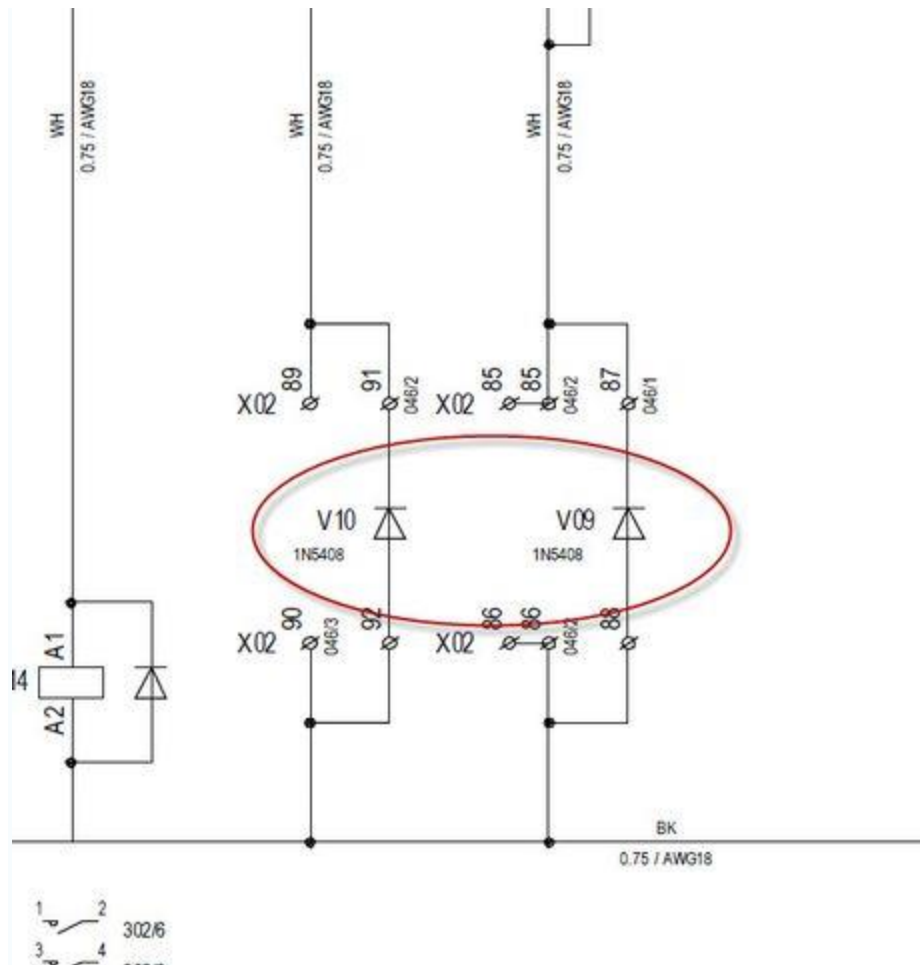 WH
0.75 / AWG18
WH
0.75 / AWG18
WH
0.75 / AWG18
X02 89 91 046/2
X02 85 85 046/2 87 046/1
V10
1N5408
V09
1N5408
X02 90 046/3 92
X02 86 86 046/2 88
A1
A2
BK
0.75 / AWG18
1 2 302/6
3 4